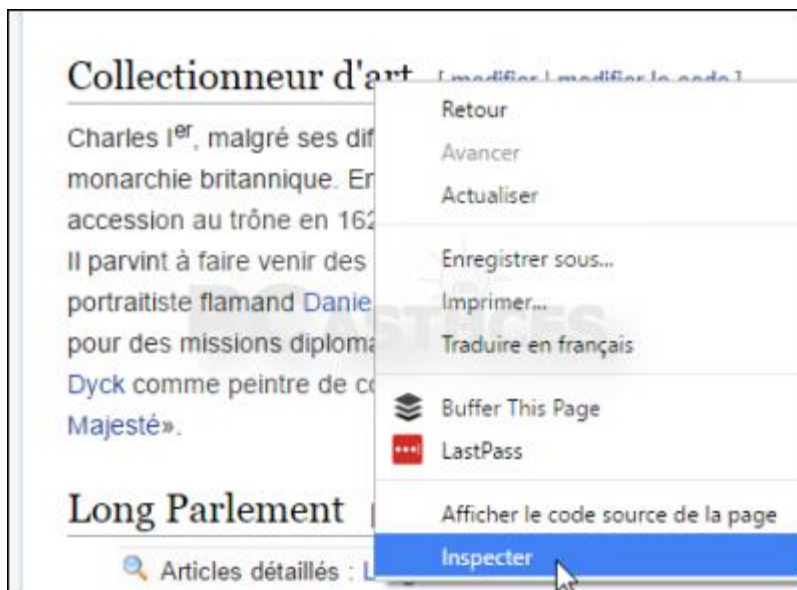 Collectionneur d'art [ modifier | modifier le code ]
Charles Ier, malgré ses dif
monarchie britannique. En
accession au trône en 162
Il parvint à faire venir des
portraitiste flamand Danie
pour des missions diploma
Dyck comme peintre de co
Majesté».
Long Parlement
Articles détaillés : L
Retour
Avancer
Actualiser
Enregistrer sous...
Imprimer...
Traduire en français
Buffer This Page
LastPass
Afficher le code source de la page
Inspecter
PC ASTUCES